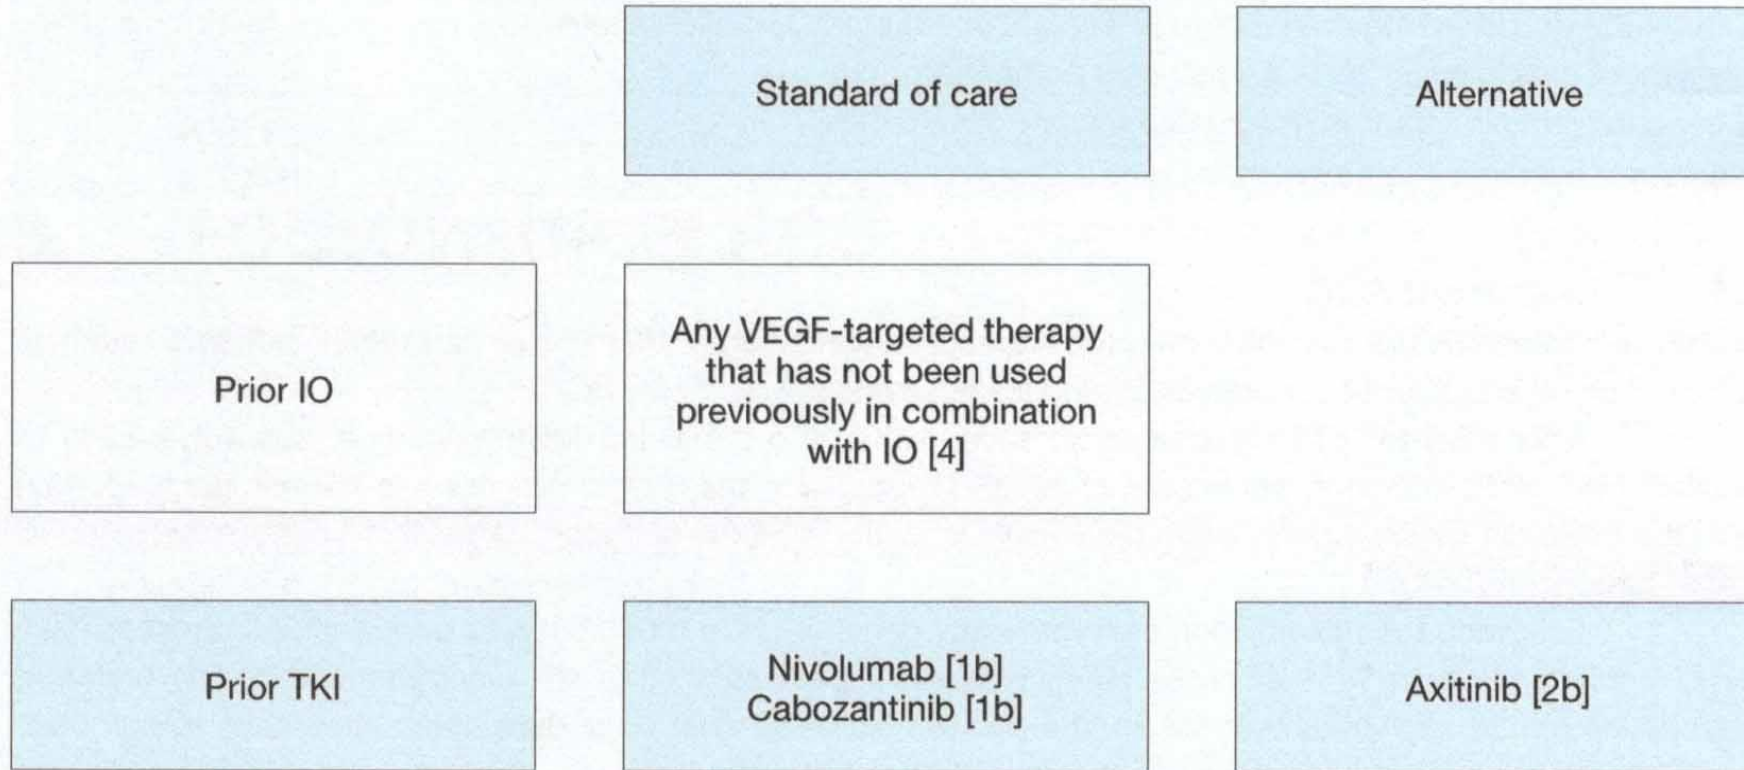 Standard of care
Alternative
Prior IO
Any VEGF-targeted therapy
that has not been used
previoously in combination
with IO [4]
Prior TKI
Nivolumab [1b]
Cabozantinib [1b]
Axitinib [2b]